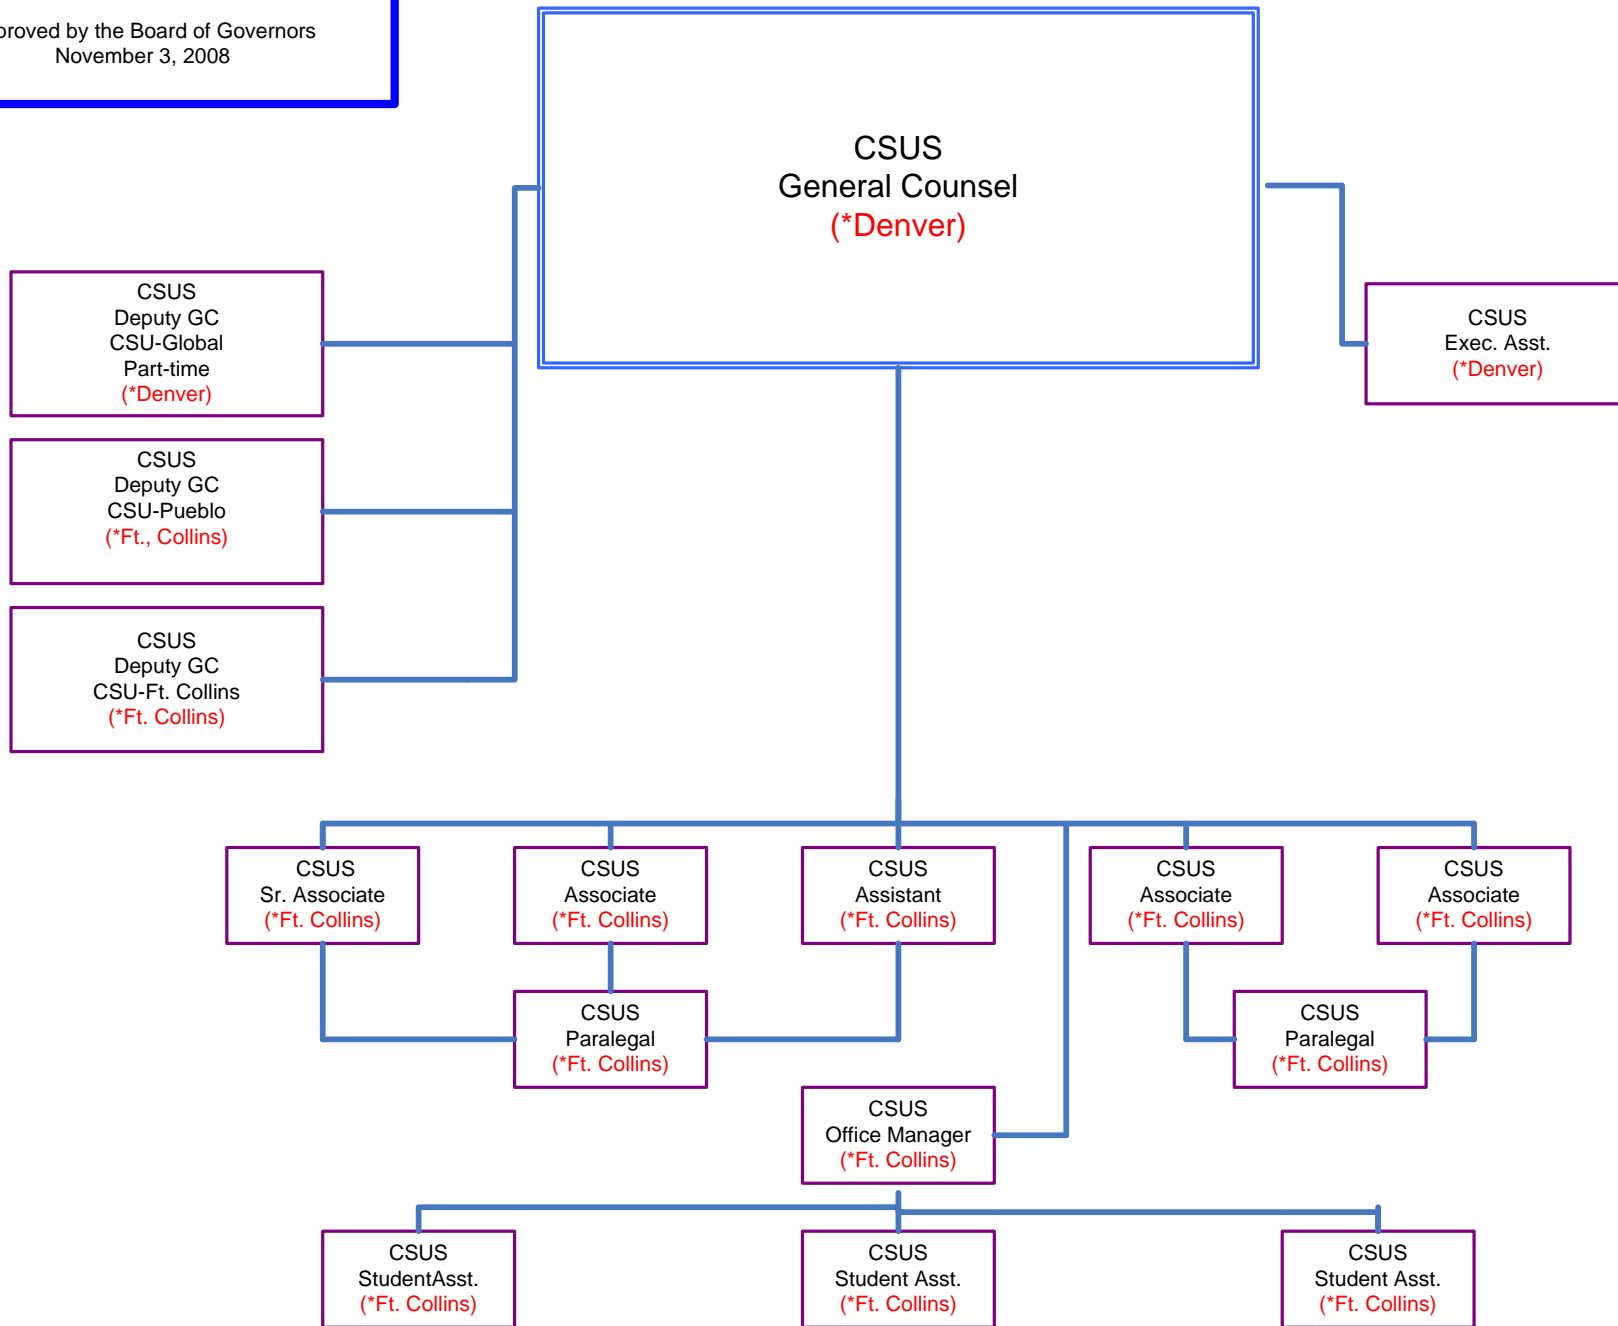 by the Board of Governors
November 3, 2008
CSUS
General Counsel
(*Denver)
CSUS
Deputy GC
CSU-Global
Part-time
(*Denver)
CSUS
Exec. Asst.
(*Denver)
CSUS
Deputy GC
CSU-Pueblo
(*Ft., Collins)
CSUS
Deputy GC
CSU-Ft. Collins
(*Ft. Collins)
CSUS
Sr. Associate
(*Ft. Collins)
CSUS
Associate
(*Ft. Collins)
CSUS
Assistant
(*Ft. Collins)
CSUS
Associate
(*Ft. Collins)
CSUS
Associate
(*Ft. Collins)
CSUS
Paralegal
(*Ft. Collins)
CSUS
Paralegal
(*Ft. Collins)
CSUS
Office Manager
(*Ft. Collins)
CSUS
StudentAsst.
(*Ft. Collins)
CSUS
Student Asst.
(*Ft. Collins)
CSUS
Student Asst.
(*Ft. Collins)